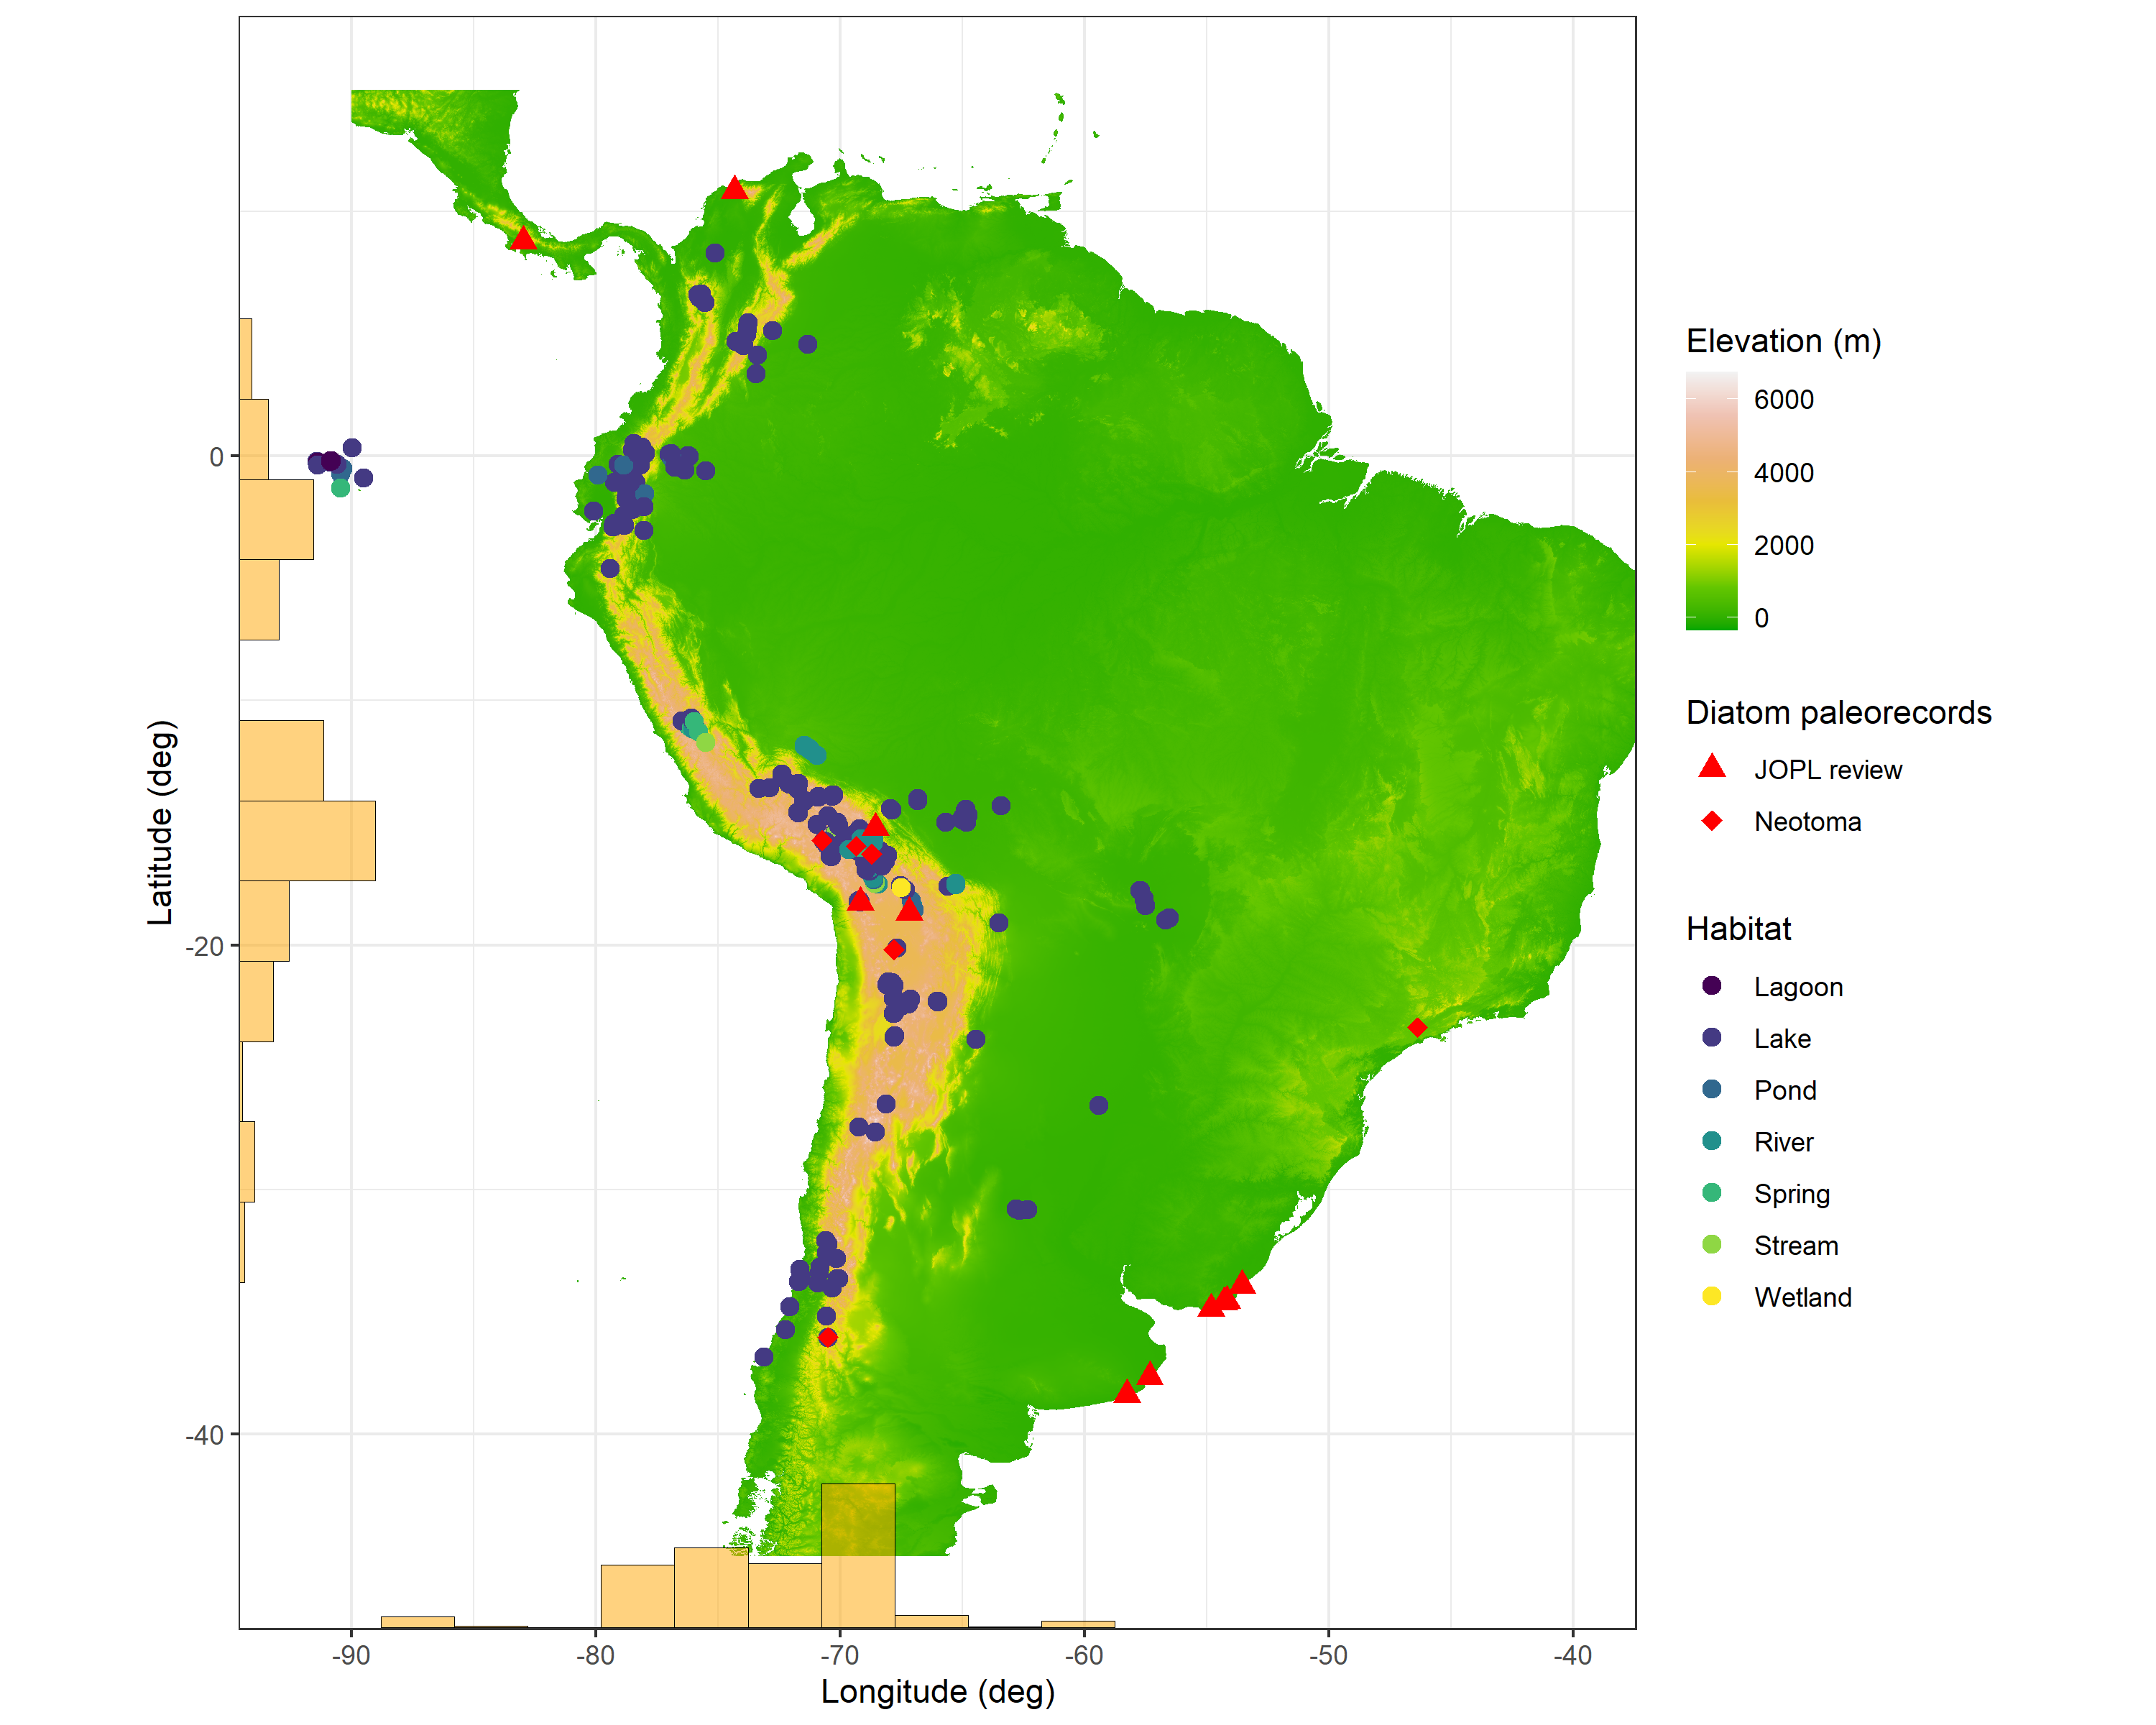 0
-20
-40
Latitude (deg)
-90
-80
-70
-60
-50
-40
Longitude (deg)
Elevation (m)
6000
4000
2000
0
Diatom paleorecords
JOPL review
Neotoma
Habitat
Lagoon
Lake
Pond
River
Spring
Stream
Wetland